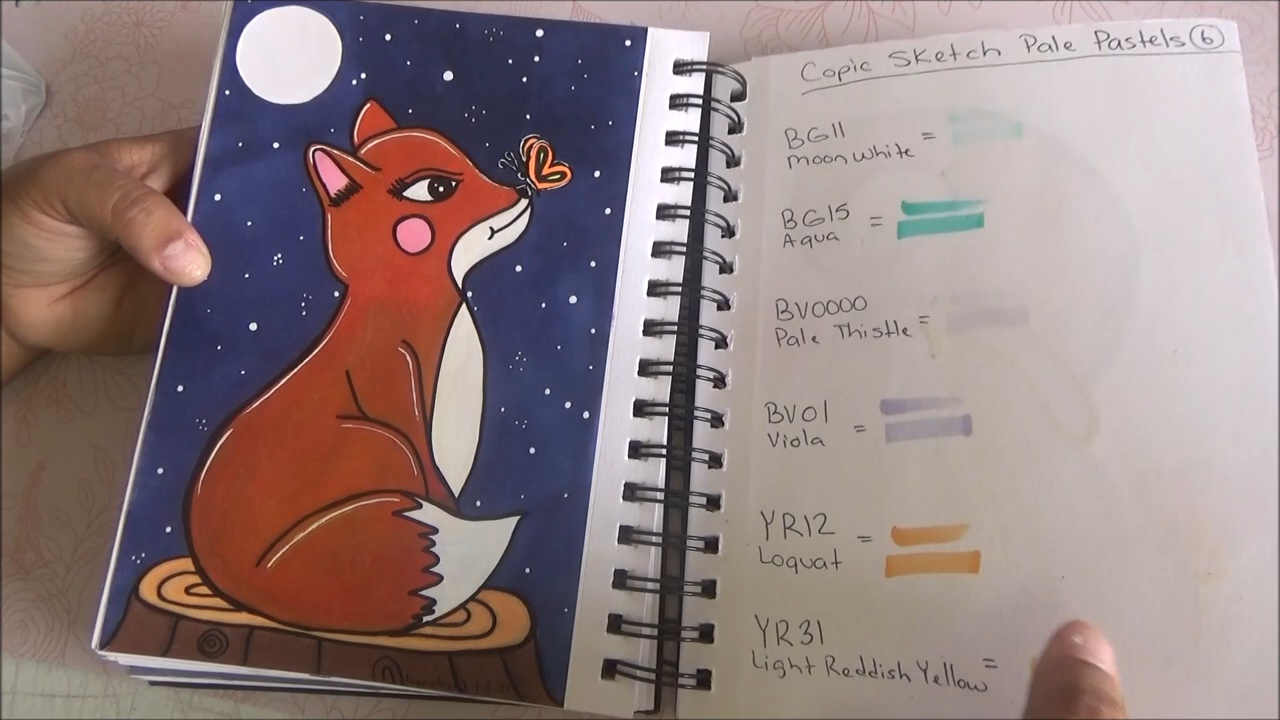 Copic Sketch Pale Pastels 6
BG11 =
Moon White
BG15 =
Aqua
BV0000 =
Pale Thistle
BV01 =
Viola
YR12 =
Loquat
YR31 =
Light Reddish Yellow